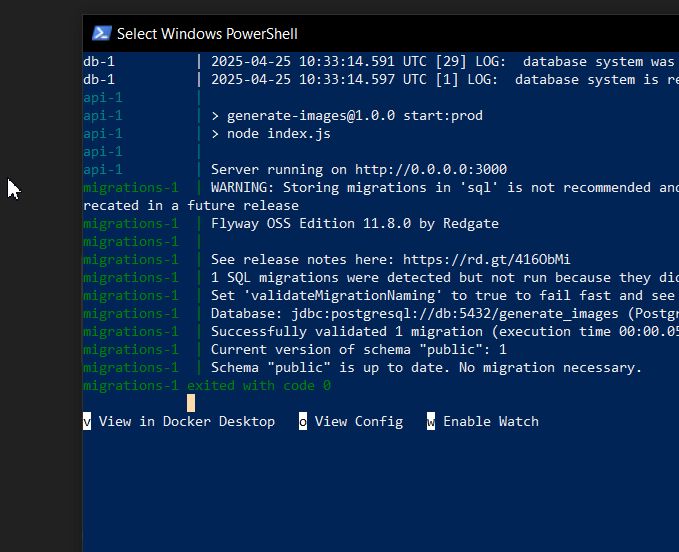 Select Windows PowerShell
db-1 | 2025-04-25 10:33:14.591 UTC [29] LOG: database system was
db-1 | 2025-04-25 10:33:14.597 UTC [1] LOG: database system is re
api-1 |
api-1 | > generate-images@1.0.0 start:prod
api-1 | > node index.js
api-1 |
api-1 | Server running on http://0.0.0.0:3000
migrations-1 | WARNING: Storing migrations in 'sql' is not recommended and
recated in a future release
migrations-1 | Flyway OSS Edition 11.8.0 by Redgate
migrations-1 |
migrations-1 | See release notes here: https://rd.gt/416ObMi
migrations-1 | 1 SQL migrations were detected but not run because they did
migrations-1 | Set 'validateMigrationNaming' to true to fail fast and see
migrations-1 | Database: jdbc:postgresql://db:5432/generate_images (Postgr
migrations-1 | Successfully validated 1 migration (execution time 00:00.05
migrations-1 | Current version of schema "public": 1
migrations-1 | Schema "public" is up to date. No migration necessary.
migrations-1 exited with code 0
v View in Docker Desktop o View Config w Enable Watch